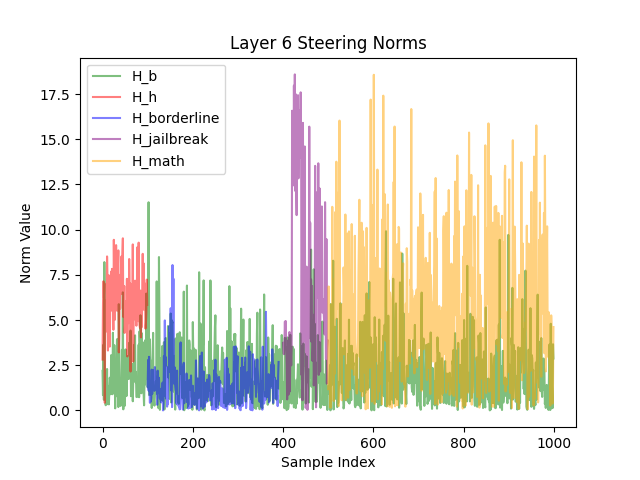 Layer 6 Steering Norms
H_b
H_h
H_borderline
H_jailbreak
H_math
Norm Value
17.5
15.0
12.5
10.0
7.5
5.0
2.5
0.0
0 200 400 600 800 1000
Sample Index